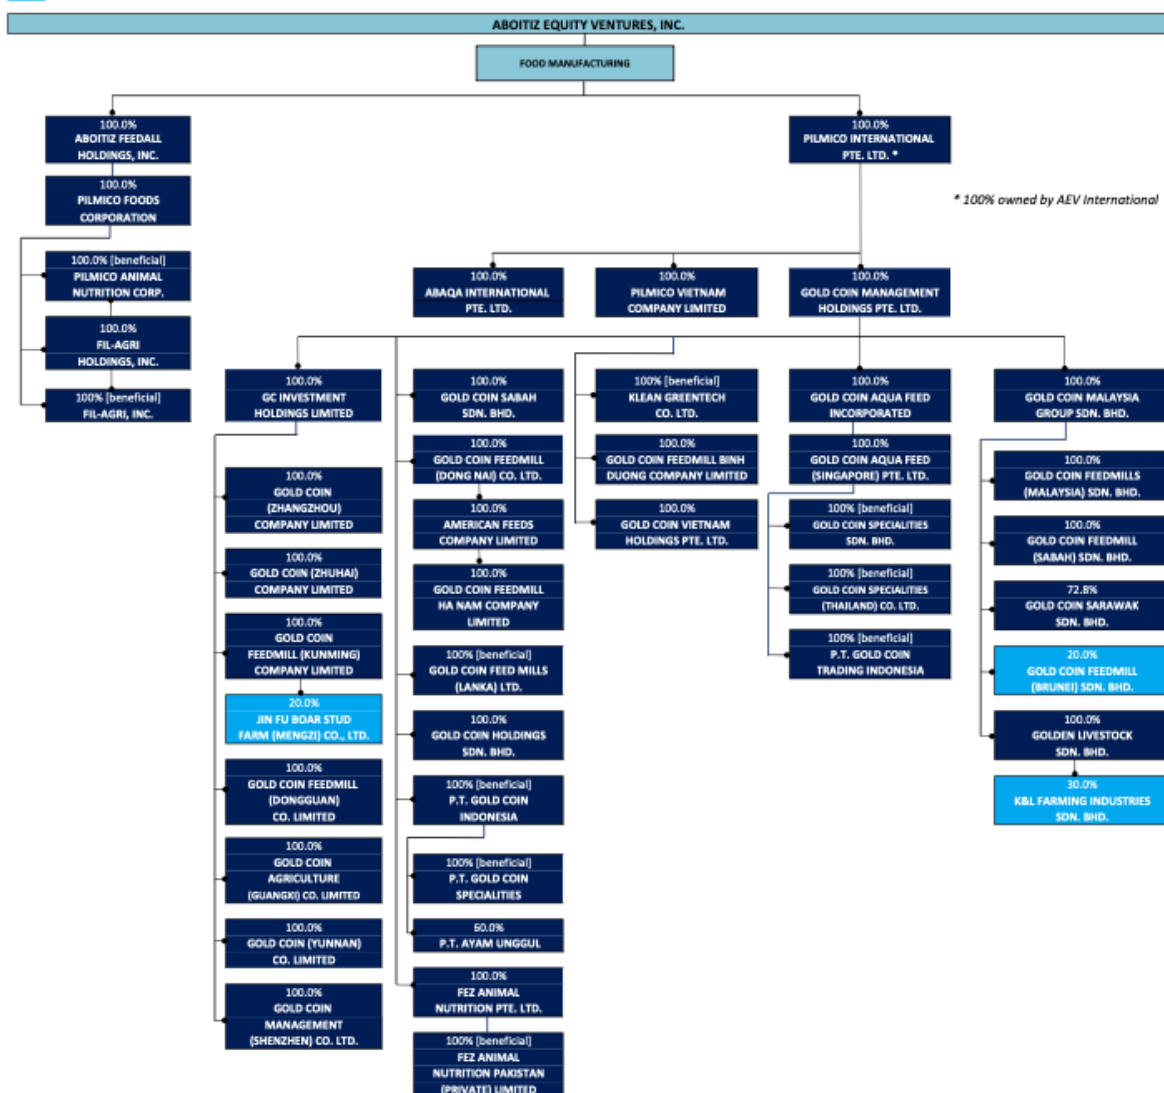 ABOITIZ EQUITY VENTURES, INC.
FOOD MANUFACTURING
100.0%
ABOITIZ FEEDALL
HOLDINGS, INC.
100.0%
PILMICO FOODS
CORPORATION
100.0% [beneficial]
PILMICO ANIMAL
NUTRITION CORP.
100.0%
FIL-AGRI
HOLDINGS, INC.
100% [beneficial]
FIL-AGRI, INC.
100.0%
PILMICO INTERNATIONAL
PTE. LTD. *
* 100% owned by AEV International
100.0%
ABAQA INTERNATIONAL
PTE. LTD.
100.0%
PILMICO VIETNAM
COMPANY LIMITED
100.0%
GOLD COIN MANAGEMENT
HOLDINGS PTE. LTD.
100.0%
GC INVESTMENT
HOLDINGS LIMITED
100.0%
GOLD COIN
(ZHANGZHOU)
COMPANY LIMITED
100.0%
GOLD COIN (ZHUHAI)
COMPANY LIMITED
100.0%
GOLD COIN
FEEDMILL (KUNMING)
COMPANY LIMITED
20.0%
JIN FU BOAR STUD
FARM (MENGZI) CO., LTD.
100.0%
GOLD COIN FEEDMILL
(DONGGUAN)
CO. LIMITED
100.0%
GOLD COIN
AGRICULTURE
(GUANGXI) CO. LIMITED
100.0%
GOLD COIN (YUNNAN)
CO. LIMITED
100.0%
GOLD COIN
MANAGEMENT
(SHENZHEN) CO. LTD.
100.0%
GOLD COIN SABAH
SDN. BHD.
100.0%
GOLD COIN FEEDMILL
(DONG NAI) CO. LTD.
100.0%
AMERICAN FEEDS
COMPANY LIMITED
100.0%
GOLD COIN FEEDMILL
HA NAM COMPANY
LIMITED
100% [beneficial]
GOLD COIN FEED MILLS
(LANKA) LTD.
100.0%
GOLD COIN HOLDINGS
SDN. BHD.
100% [beneficial]
P.T. GOLD COIN
INDONESIA
100% [beneficial]
P.T. GOLD COIN
SPECIALITIES
60.0%
P.T. AYAM UNGGUL
100.0%
FEZ ANIMAL
NUTRITION PTE. LTD.
100% [beneficial]
FEZ ANIMAL
NUTRITION PAKISTAN
(PRIVATE) LIMITED
100% [beneficial]
KLEAN GREENTECH
CO. LTD.
100.0%
GOLD COIN FEEDMILL BINH
DUONG COMPANY LIMITED
100.0%
GOLD COIN VIETNAM
HOLDINGS PTE. LTD.
100.0%
GOLD COIN AQUA FEED
INCORPORATED
100.0%
GOLD COIN AQUA FEED
(SINGAPORE) PTE. LTD.
100% [beneficial]
GOLD COIN SPECIALITIES
SDN. BHD.
100% [beneficial]
GOLD COIN SPECIALITIES
(THAILAND) CO. LTD.
100% [beneficial]
P.T. GOLD COIN
TRADING INDONESIA
100.0%
GOLD COIN MALAYSIA
GROUP SDN. BHD.
100.0%
GOLD COIN FEEDMILLS
(MALAYSIA) SDN. BHD.
100.0%
GOLD COIN FEEDMILL
(SABAH) SDN. BHD.
72.8%
GOLD COIN SARAWAK
SDN. BHD.
20.0%
GOLD COIN FEEDMILL
(BRUNEI) SDN. BHD.
100.0%
GOLDEN LIVESTOCK
SDN. BHD.
30.0%
K&L FARMING INDUSTRIES
SDN. BHD.